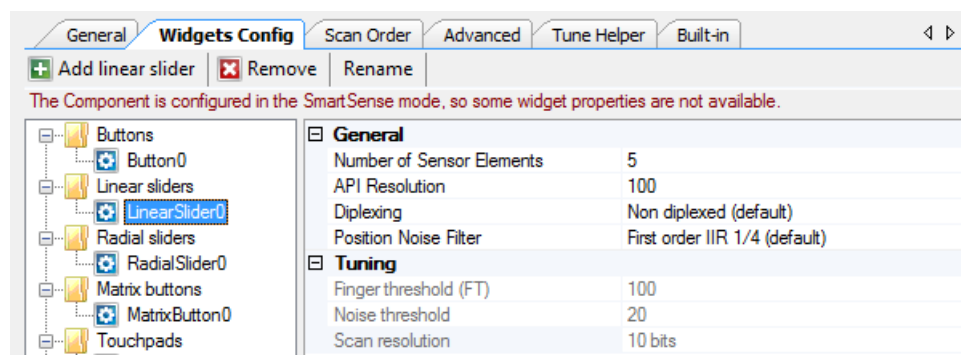 General Widgets Config Scan Order Advanced Tune Helper Built-in
Add linear slider Remove Rename
The Component is configured in the SmartSense mode, so some widget properties are not available.
Buttons
Button0
Linear sliders
LinearSlider0
Radial sliders
RadialSlider0
Matrix buttons
MatrixButton0
Touchpads
General
Number of Sensor Elements 5
API Resolution 100
Diplexing Non diplexed (default)
Position Noise Filter First order IIR 1/4 (default)
Tuning
Finger threshold (FT) 100
Noise threshold 20
Scan resolution 10 bits